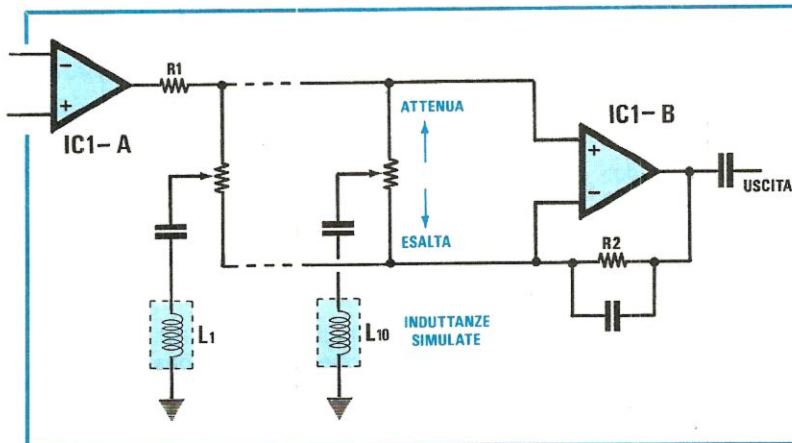 IC1-A
R1
ATTENUA
ESALTA
IC1-B
USCITA
R2
L1
L10
INDUTTANZE
SIMULATE